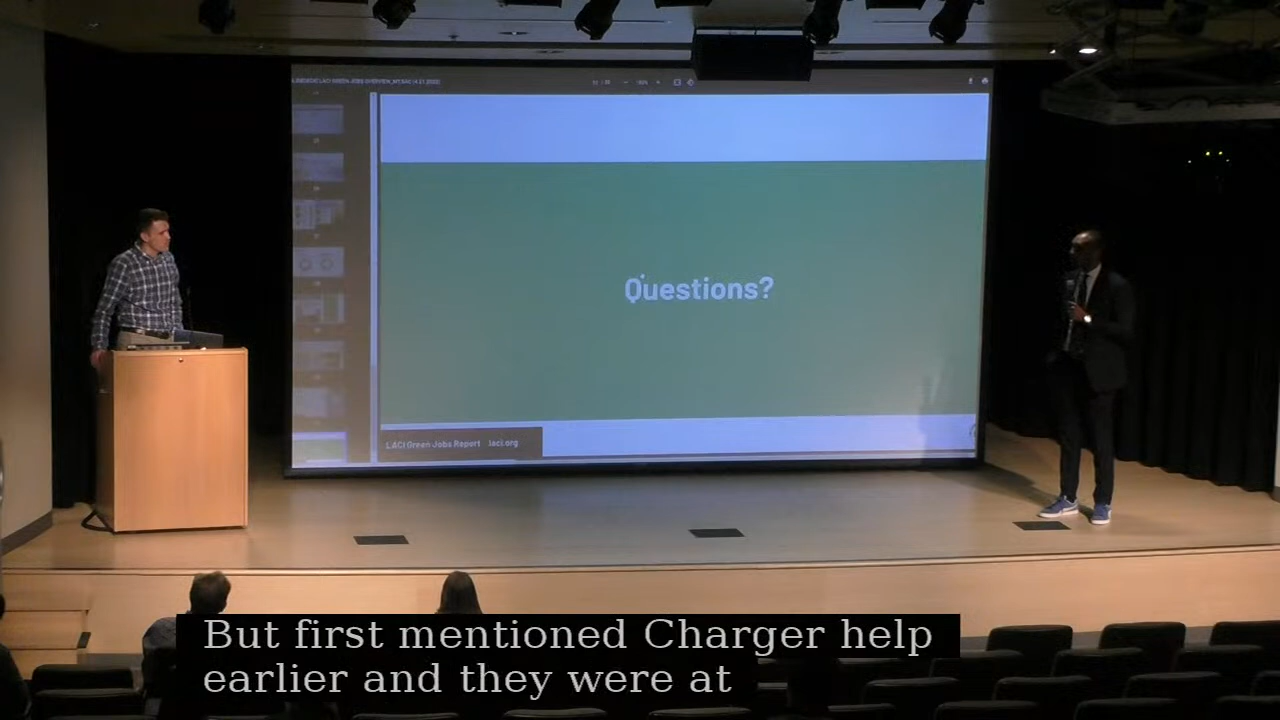 Questions?
LACI Green Jobs Report laci.org
But first mentioned Charger help
earlier and they were at